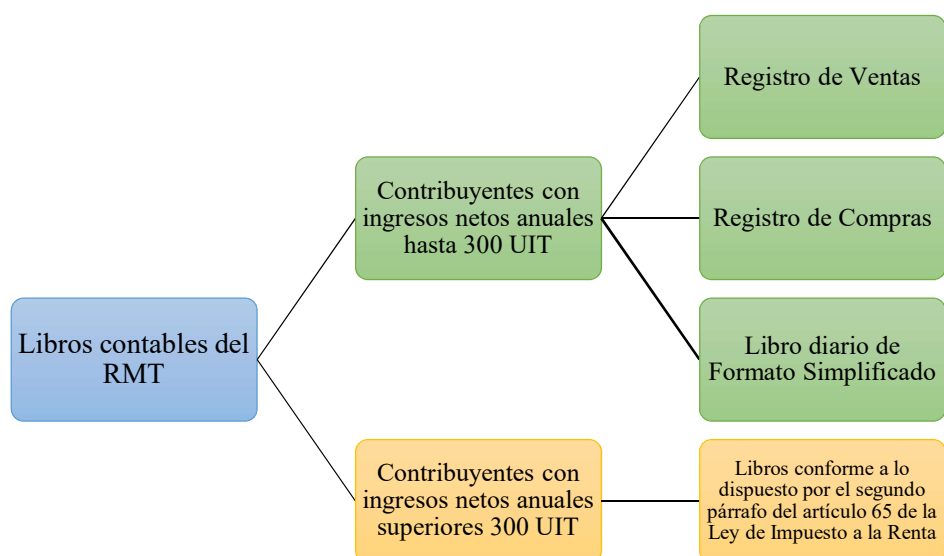 Libros contables del
RMT
Contribuyentes con
ingresos netos anuales
hasta 300 UIT
Registro de Ventas
Registro de Compras
Libro diario de
Formato Simplificado
Contribuyentes con
ingresos netos anuales
superiores 300 UIT
Libros conforme a lo
dispuesto por el segundo
párrafo del artículo 65 de la
Ley de Impuesto a la Renta